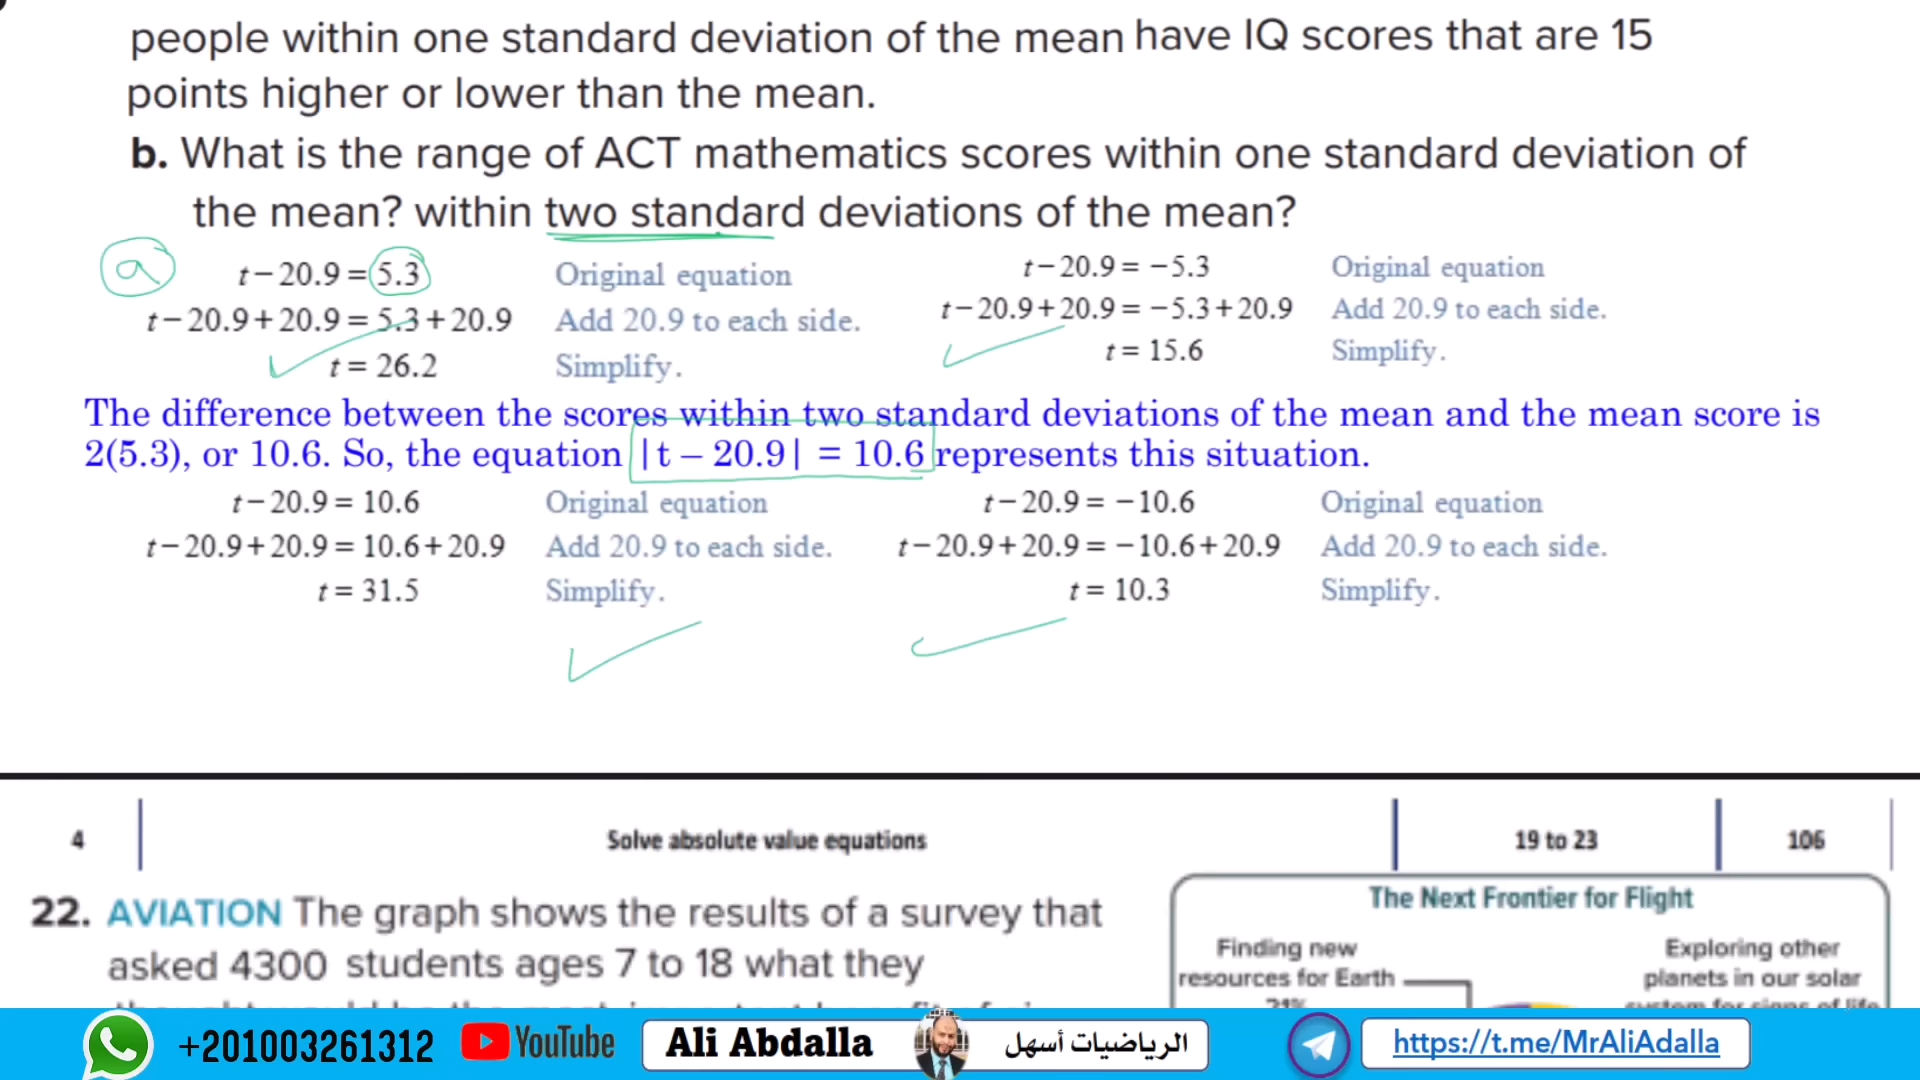 people within one standard deviation of the mean have IQ scores that are 15
points higher or lower than the mean.
b. What is the range of ACT mathematics scores within one standard deviation of
the mean? within two standard deviations of the mean?
a
t − 20.9 = 5.3 Original equation
t − 20.9 + 20.9 = 5.3 + 20.9 Add 20.9 to each side.
t = 26.2 Simplify.
t − 20.9 = −5.3 Original equation
t − 20.9 + 20.9 = −5.3 + 20.9 Add 20.9 to each side.
t = 15.6 Simplify.
The difference between the scores within two standard deviations of the mean and the mean score is
2(5.3), or 10.6. So, the equation |t – 20.9| = 10.6 represents this situation.
t − 20.9 = 10.6 Original equation
t − 20.9 + 20.9 = 10.6 + 20.9 Add 20.9 to each side.
t = 31.5 Simplify.
t − 20.9 = −10.6 Original equation
t − 20.9 + 20.9 = −10.6 + 20.9 Add 20.9 to each side.
t = 10.3 Simplify.
4 Solve absolute value equations 19 to 23 106
22. AVIATION The graph shows the results of a survey that
asked 4300 students ages 7 to 18 what they
The Next Frontier for Flight
Finding new
resources for Earth
21%
Exploring other
planets in our solar
+201003261312 YouTube Ali Abdalla الرياضيات أسهل https://t.me/MrAliAdalla